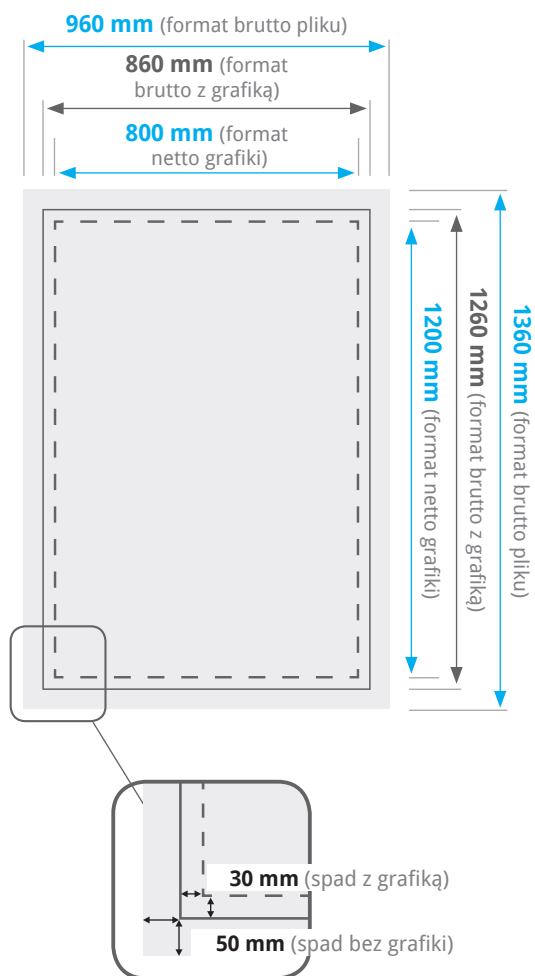 960 mm (format brutto pliku)
860 mm (format
brutto z grafiką)
800 mm (format
netto grafiki)
1200 mm (format netto grafiki)
1260 mm (format brutto z grafiką)
1360 mm (format brutto pliku)
30 mm (spad z grafiką)
50 mm (spad bez grafiki)